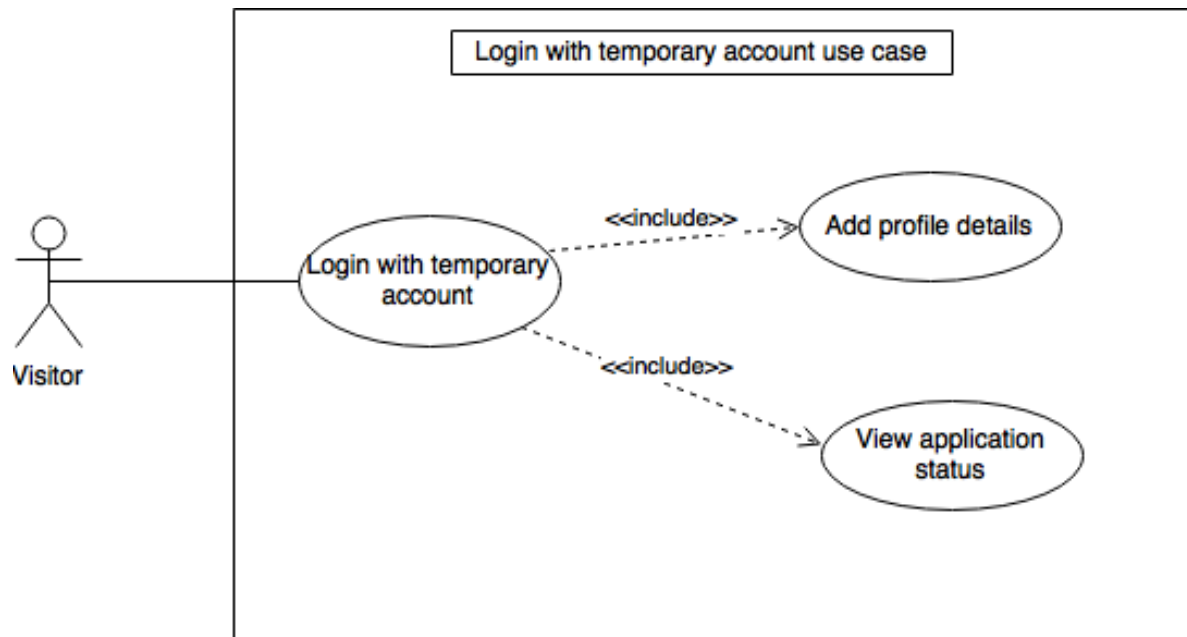 Login with temporary account use case
<<include>>
Add profile details
Login with temporary
account
Visitor
<<include>>
View application
status